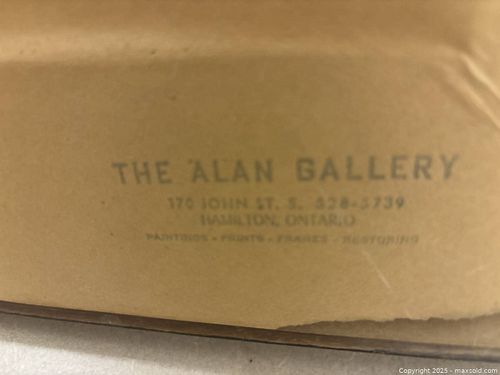 THE ALAN GALLERY
170 JOHN ST. S. 528-5739
HAMILTON, ONTARIO
PAINTINGS - PRINTS - FRAMES - RESTORING
Copyright 2025 - maxsold.com